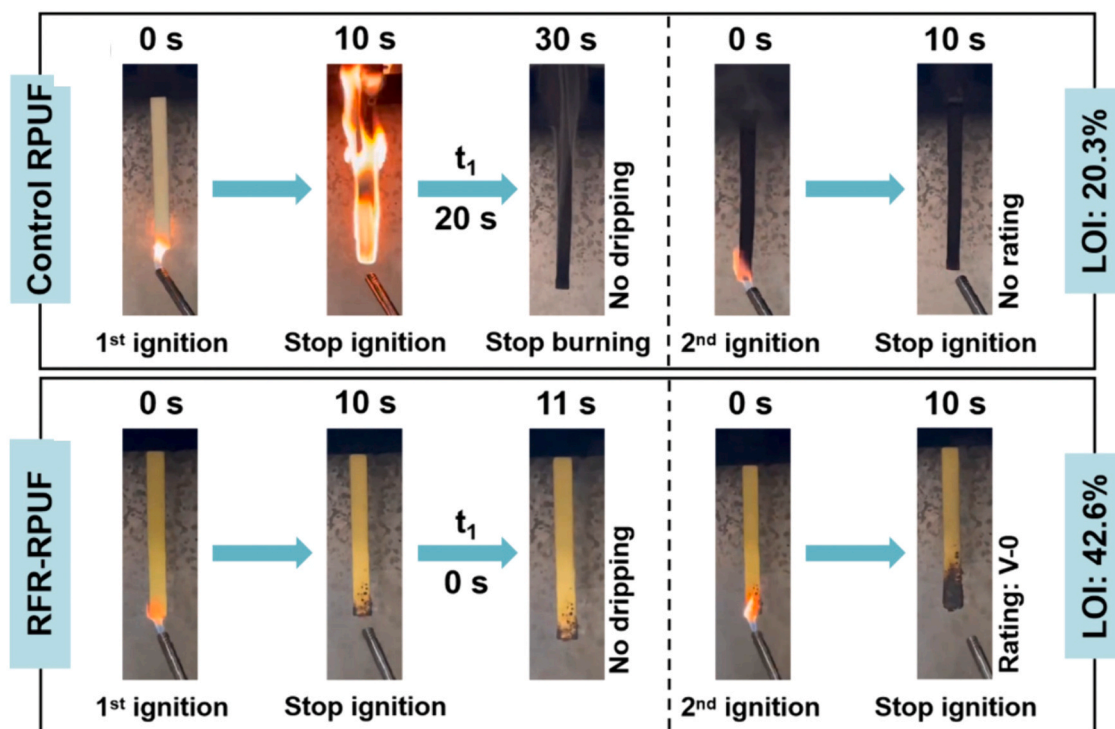 Control RPUF
0 s
10 s
30 s
0 s
10 s
t₁
20 s
No dripping
No rating
1st ignition
Stop ignition
Stop burning
2nd ignition
Stop ignition
LOI: 20.3%
RFR-RPUF
0 s
10 s
11 s
0 s
10 s
t₁
0 s
No dripping
Rating: V-0
1st ignition
Stop ignition
2nd ignition
Stop ignition
LOI: 42.6%